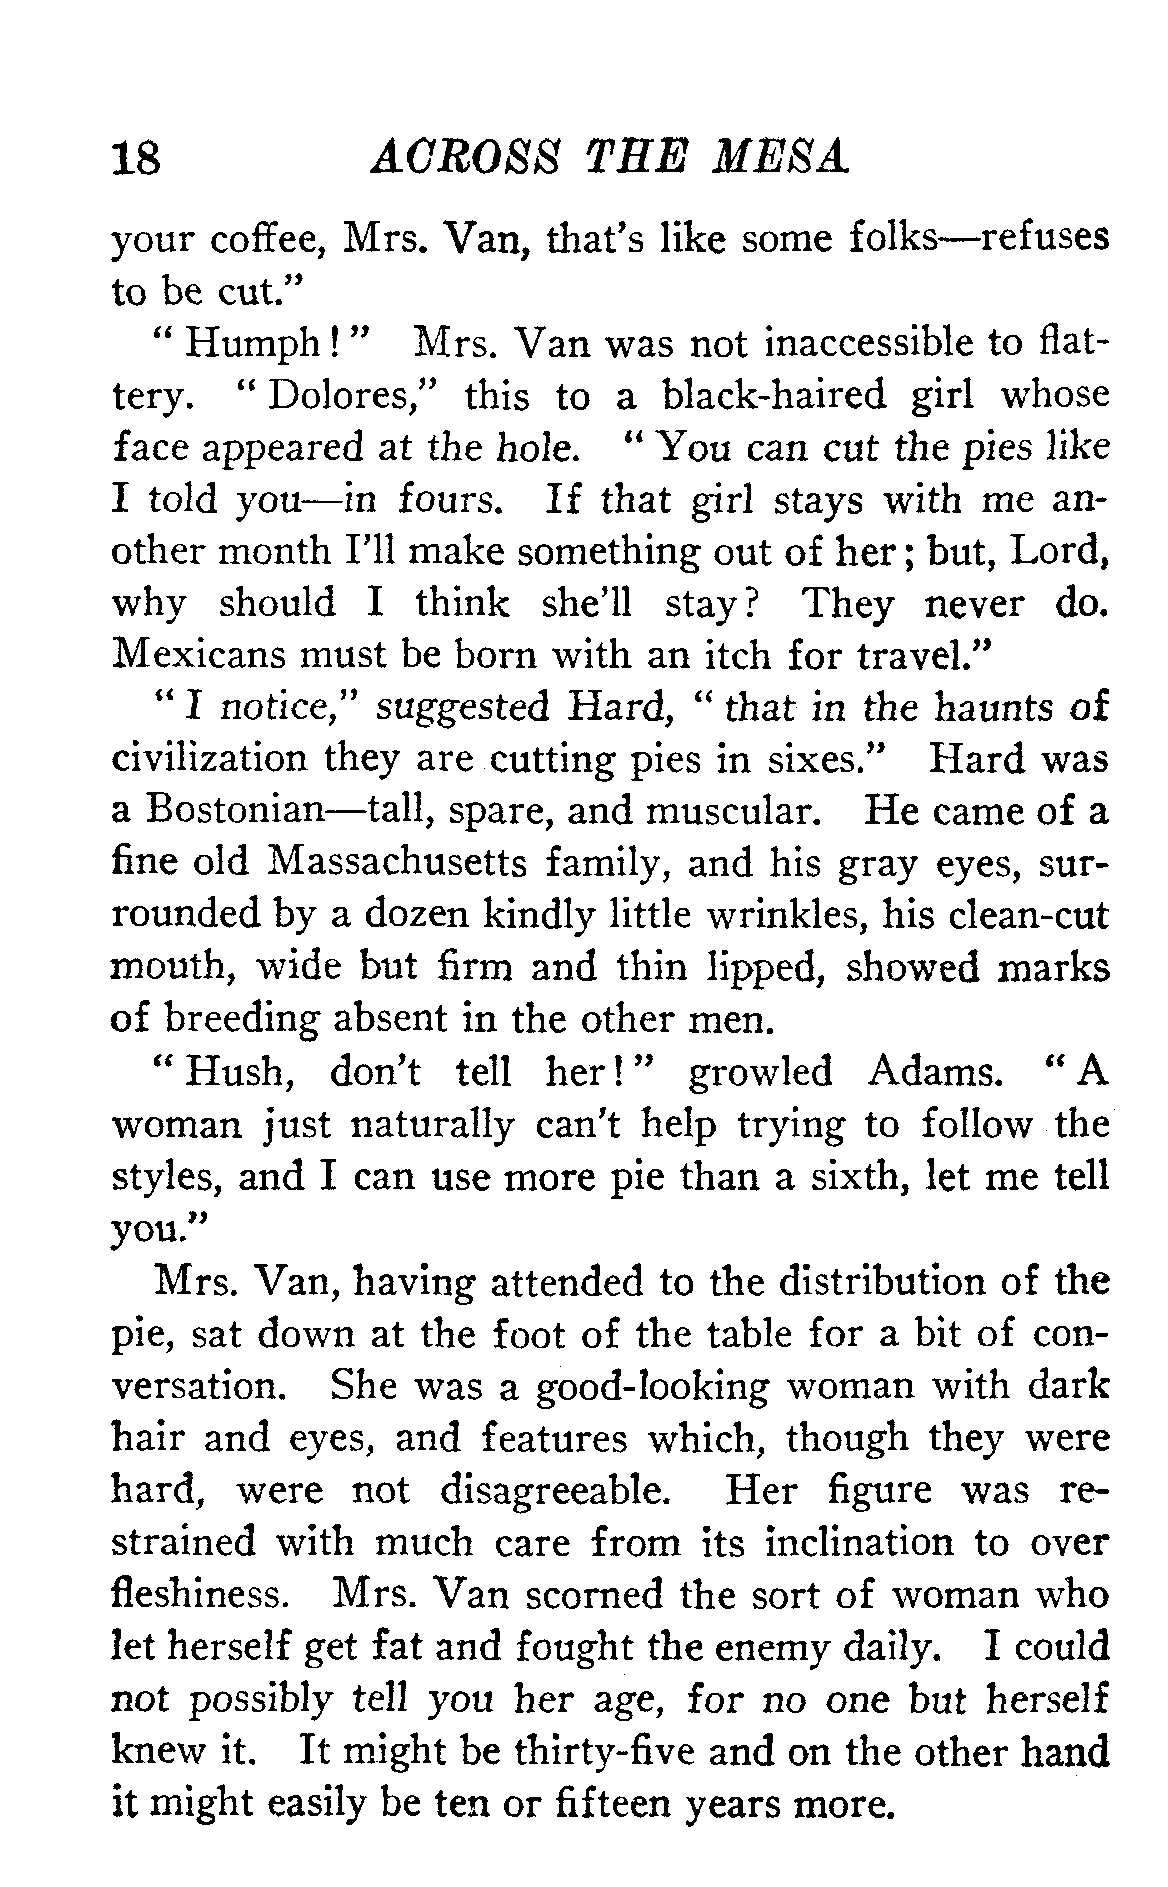 18 ACROSS THE MESA
your coffee, Mrs. Van, that's like some folks—refuses
to be cut."
" Humph ! " Mrs. Van was not inaccessible to flat-
tery. " Dolores," this to a black-haired girl whose
face appeared at the hole. " You can cut the pies like
I told you—in fours. If that girl stays with me an-
other month I'll make something out of her ; but, Lord,
why should I think she'll stay ? They never do.
Mexicans must be born with an itch for travel."
" I notice," suggested Hard, " that in the haunts of
civilization they are cutting pies in sixes." Hard was
a Bostonian—tall, spare, and muscular. He came of a
fine old Massachusetts family, and his gray eyes, sur-
rounded by a dozen kindly little wrinkles, his clean-cut
mouth, wide but firm and thin lipped, showed marks
of breeding absent in the other men.
" Hush, don't tell her ! " growled Adams. " A
woman just naturally can't help trying to follow the
styles, and I can use more pie than a sixth, let me tell
you."
Mrs. Van, having attended to the distribution of the
pie, sat down at the foot of the table for a bit of con-
versation. She was a good-looking woman with dark
hair and eyes, and features which, though they were
hard, were not disagreeable. Her figure was re-
strained with much care from its inclination to over
fleshiness. Mrs. Van scorned the sort of woman who
let herself get fat and fought the enemy daily. I could
not possibly tell you her age, for no one but herself
knew it. It might be thirty-five and on the other hand
it might easily be ten or fifteen years more.